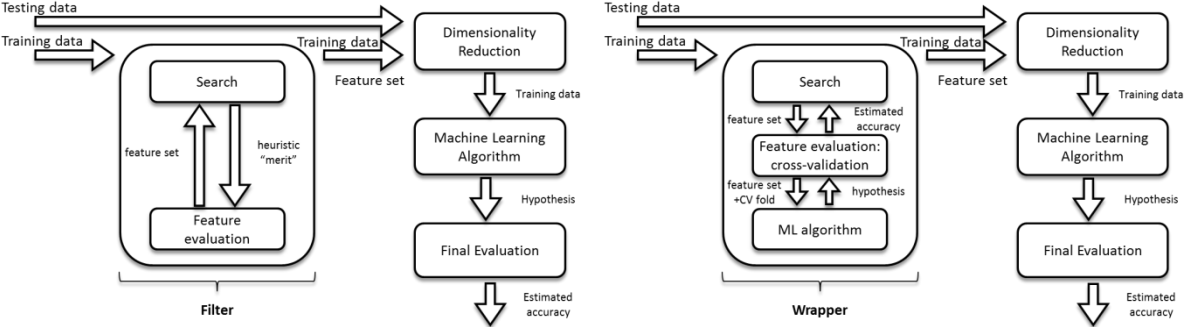 Testing data
Training data
Search
feature set
heuristic
"merit"
Feature
evaluation
Filter
Training data
Feature set
Dimensionality
Reduction
Training data
Machine Learning
Algorithm
Hypothesis
Final Evaluation
Estimated
accuracy
Testing data
Training data
Search
feature set
Estimated
accuracy
Feature evaluation:
cross-validation
feature set
+CV fold
hypothesis
ML algorithm
Wrapper
Training data
Feature set
Dimensionality
Reduction
Training data
Machine Learning
Algorithm
Hypothesis
Final Evaluation
Estimated
accuracy